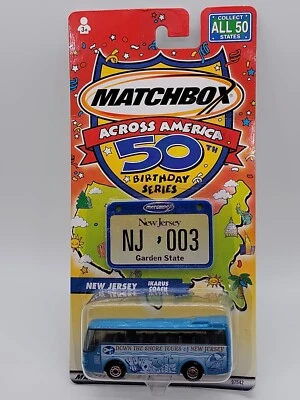 COLLECT
ALL 50
STATES
3+
MATCHBOX
ACROSS AMERICA
50TH
BIRTHDAY
SERIES
MATCHBOX
New Jersey
NJ 003
Garden State
NEW JERSEY
IKARUS
COACH
DOWN THE SHORE TOURS of NEW JERSEY